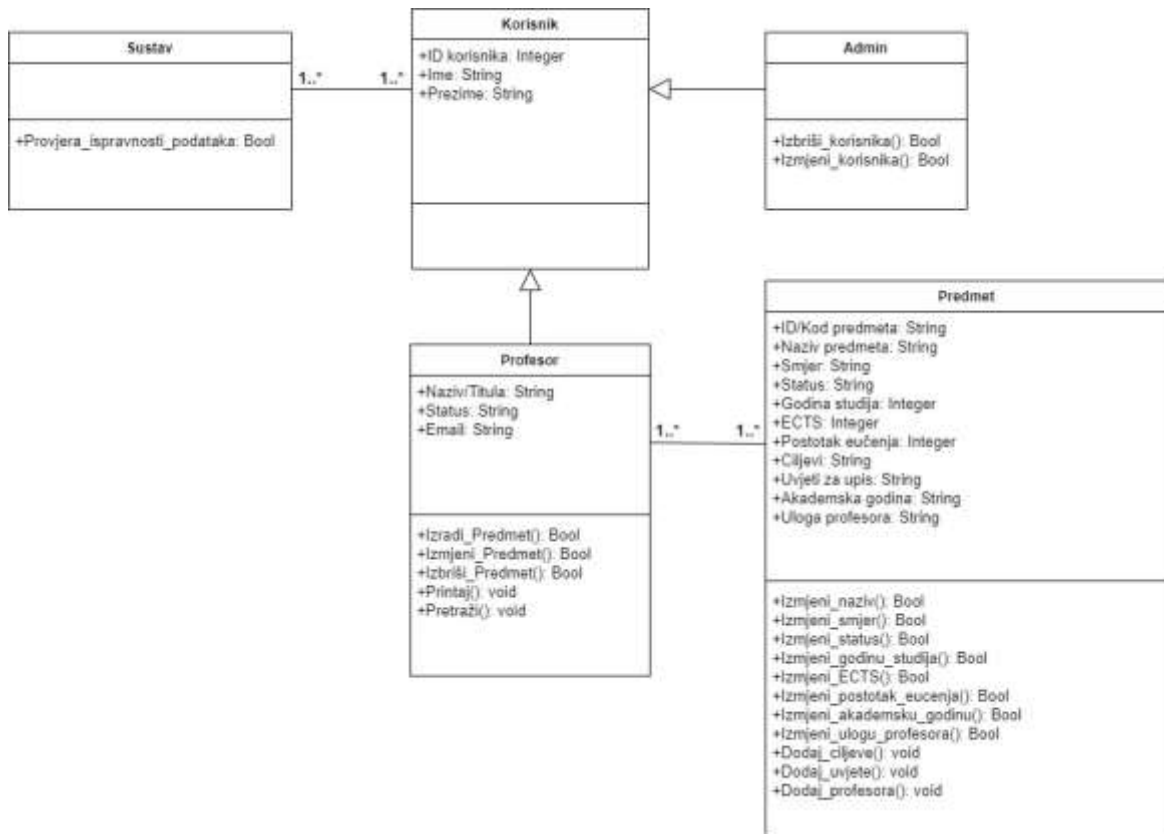 Sustav
+Provjera_ispravnosti_podataka: Bool
1..*
1..*
Korisnik
+ID korisnika: Integer
+Ime: String
+Prezime: String
Admin
+Izbriši_korisnika(): Bool
+Izmjeni_korisnika(): Bool
Profesor
+Naziv/Titula: String
+Status: String
+Email: String
+Izradi_Predmet(): Bool
+Izmjeni_Predmet(): Bool
+Izbriši_Predmet(): Bool
+Printaj(): void
+Pretraži(): void
1..*
1..*
Predmet
+ID/Kod predmeta: String
+Naziv predmeta: String
+Smjer: String
+Status: String
+Godina studija: Integer
+ECTS: Integer
+Postotak eučenja: Integer
+Ciljevi: String
+Uvjeti za upis: String
+Akademska godina: String
+Uloga profesora: String
+Izmjeni_naziv(): Bool
+Izmjeni_smjer(): Bool
+Izmjeni_status(): Bool
+Izmjeni_godinu_studija(): Bool
+Izmjeni_ECTS(): Bool
+Izmjeni_postotak_eucenja(): Bool
+Izmjeni_akademsku_godinu(): Bool
+Izmjeni_ulogu_profesora(): Bool
+Dodaj_ciljeve(): void
+Dodaj_uvjete(): void
+Dodaj_profesora(): void